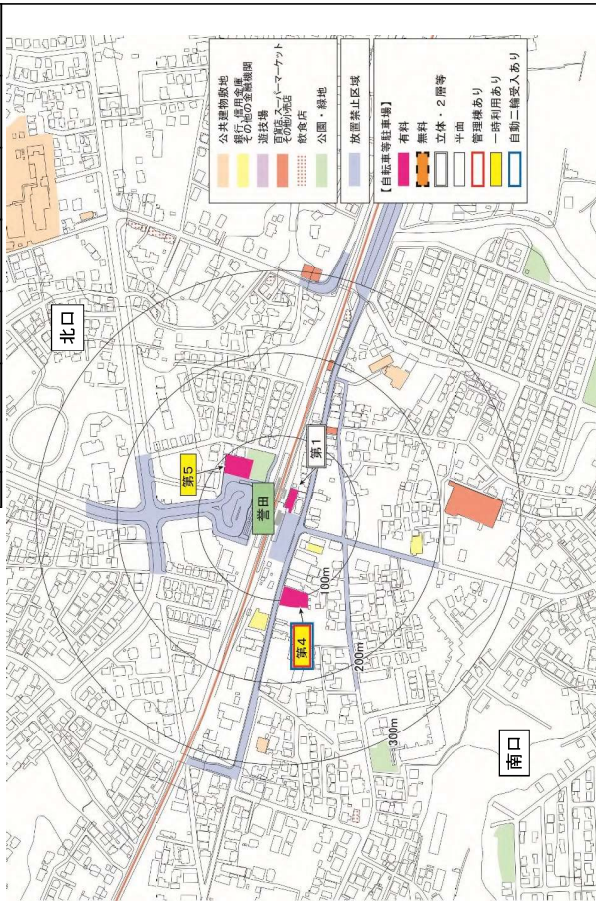 北口
公共建物敷地
銀行、信用金庫
その他の金融機関
遊技場
百貨店、スーパーマーケット
その他小売店
飲食店
公園・緑地
放置禁止区域
【自転車等駐車場】
有料
無料
立体・2層等
平面
管理棟あり
一時利用あり
自動二輪受入あり
第5
誉田
第1
第4
100m
200m
300m
南口